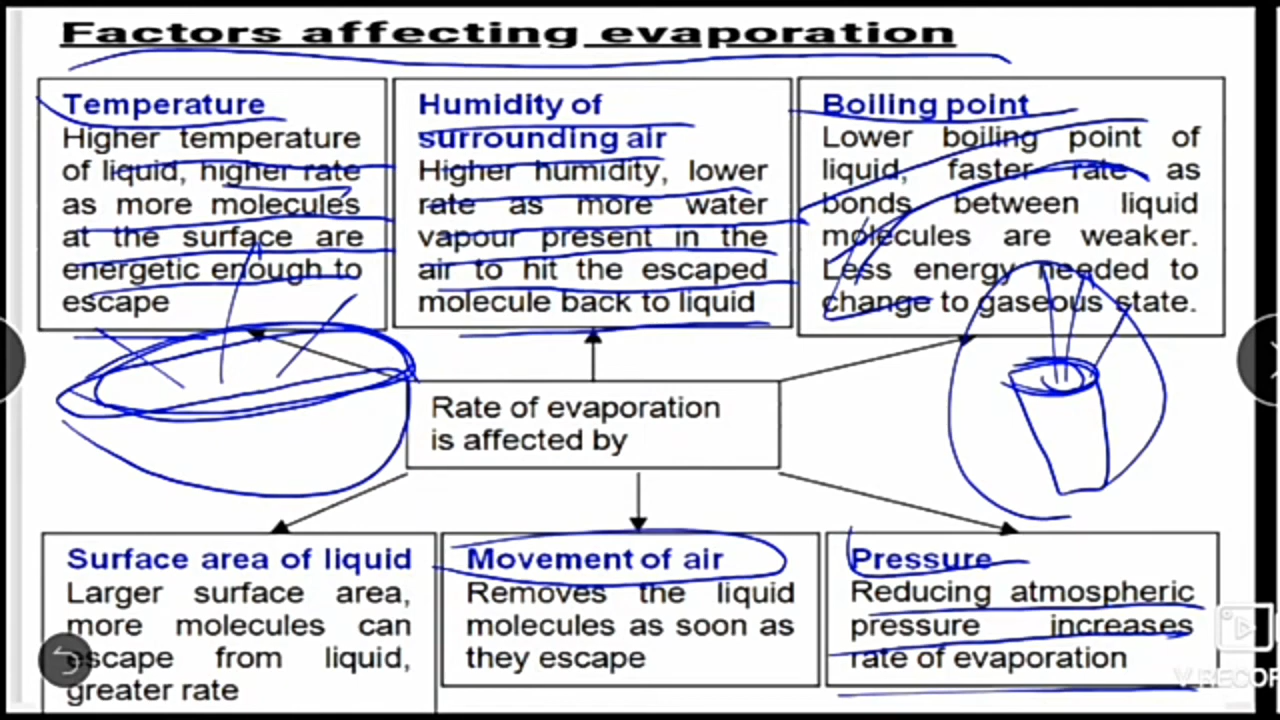 Factors affecting evaporation
Temperature
Higher temperature
of liquid, higher rate
as more molecules
at the surface are
energetic enough to
escape
Humidity of
surrounding air
Higher humidity, lower
rate as more water
vapour present in the
air to hit the escaped
molecule back to liquid
Boiling point
Lower boiling point of
liquid, faster rate as
bonds between liquid
molecules are weaker.
Less energy needed to
change to gaseous state.
Rate of evaporation
is affected by
Surface area of liquid
Larger surface area,
more molecules can
escape from liquid,
greater rate
Movement of air
Removes the liquid
molecules as soon as
they escape
Pressure
Reducing atmospheric
pressure increases
rate of evaporation
V RECOR